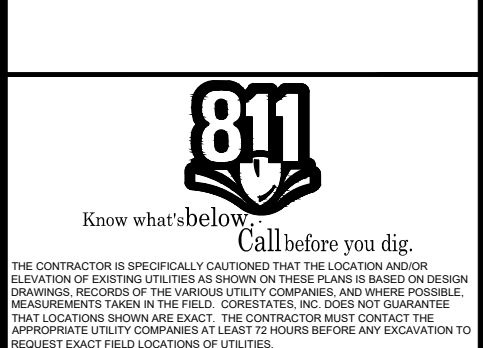 811
Know what's below.
Call before you dig.
THE CONTRACTOR IS SPECIFICALLY CAUTIONED THAT THE LOCATION AND/OR
ELEVATION OF EXISTING UTILITIES AS SHOWN ON THESE PLANS IS BASED ON DESIGN
DRAWINGS, RECORDS OF THE VARIOUS UTILITY COMPANIES, AND WHERE POSSIBLE,
MEASUREMENTS TAKEN IN THE FIELD.  CORESTATES, INC. DOES NOT GUARANTEE
THAT LOCATIONS SHOWN ARE EXACT.  THE CONTRACTOR MUST CONTACT THE
APPROPRIATE UTILITY COMPANIES AT LEAST 72 HOURS BEFORE ANY EXCAVATION TO
REQUEST EXACT FIELD LOCATIONS OF UTILITIES.